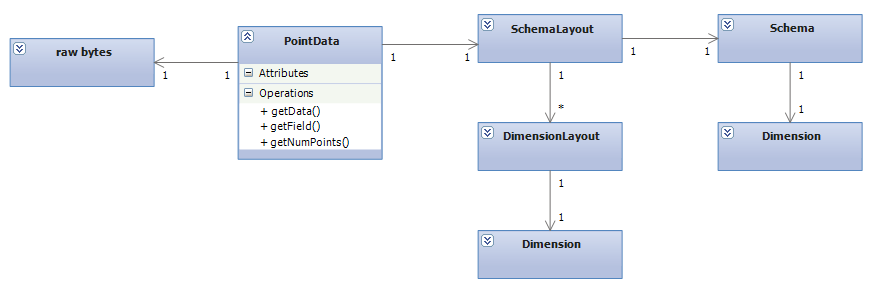 raw bytes
1
1
PointData
Attributes
Operations
+ getData()
+ getField()
+ getNumPoints()
1
1
SchemaLayout
1
1
Schema
1
*
DimensionLayout
1
1
Dimension
1
1
Dimension